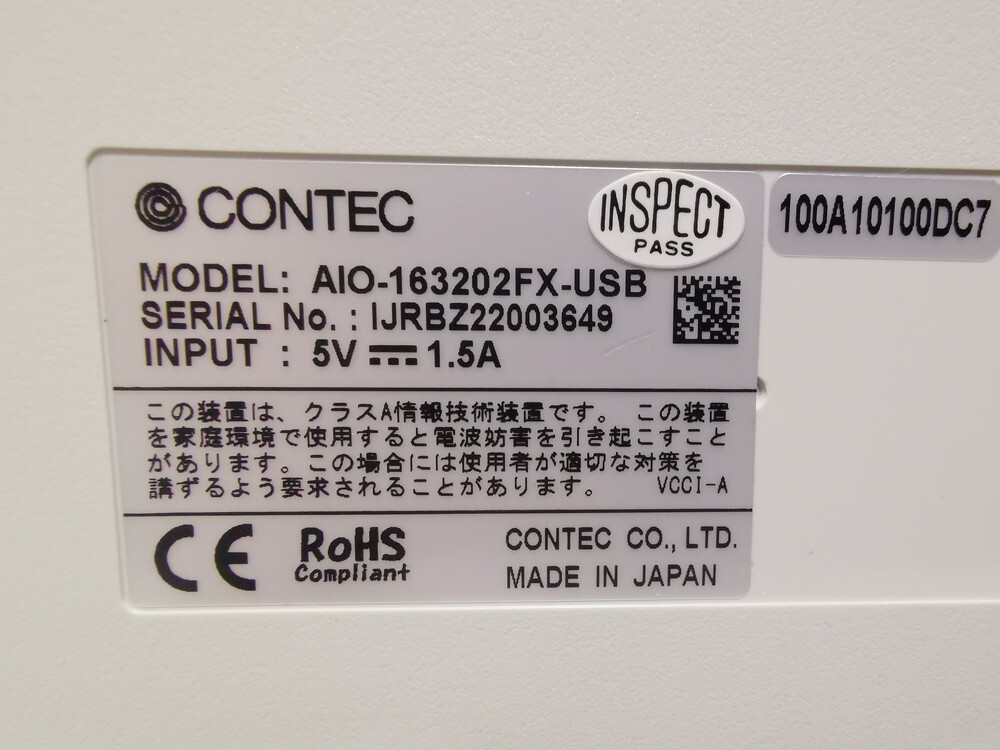 CONTEC
INSPECT
PASS
100A10100DC7
MODEL: AIO-163202FX-USB
SERIAL No. : IJRBZ22003649
INPUT : 5V ⎓ 1.5A
この装置は、クラスA情報技術装置です。 この装置
を家庭環境で使用すると電波妨害を引き起こすこと
があります。この場合には使用者が適切な対策を
講ずるよう要求されることがあります。 VCCI-A
CE
RoHS
Compliant
CONTEC CO., LTD.
MADE IN JAPAN